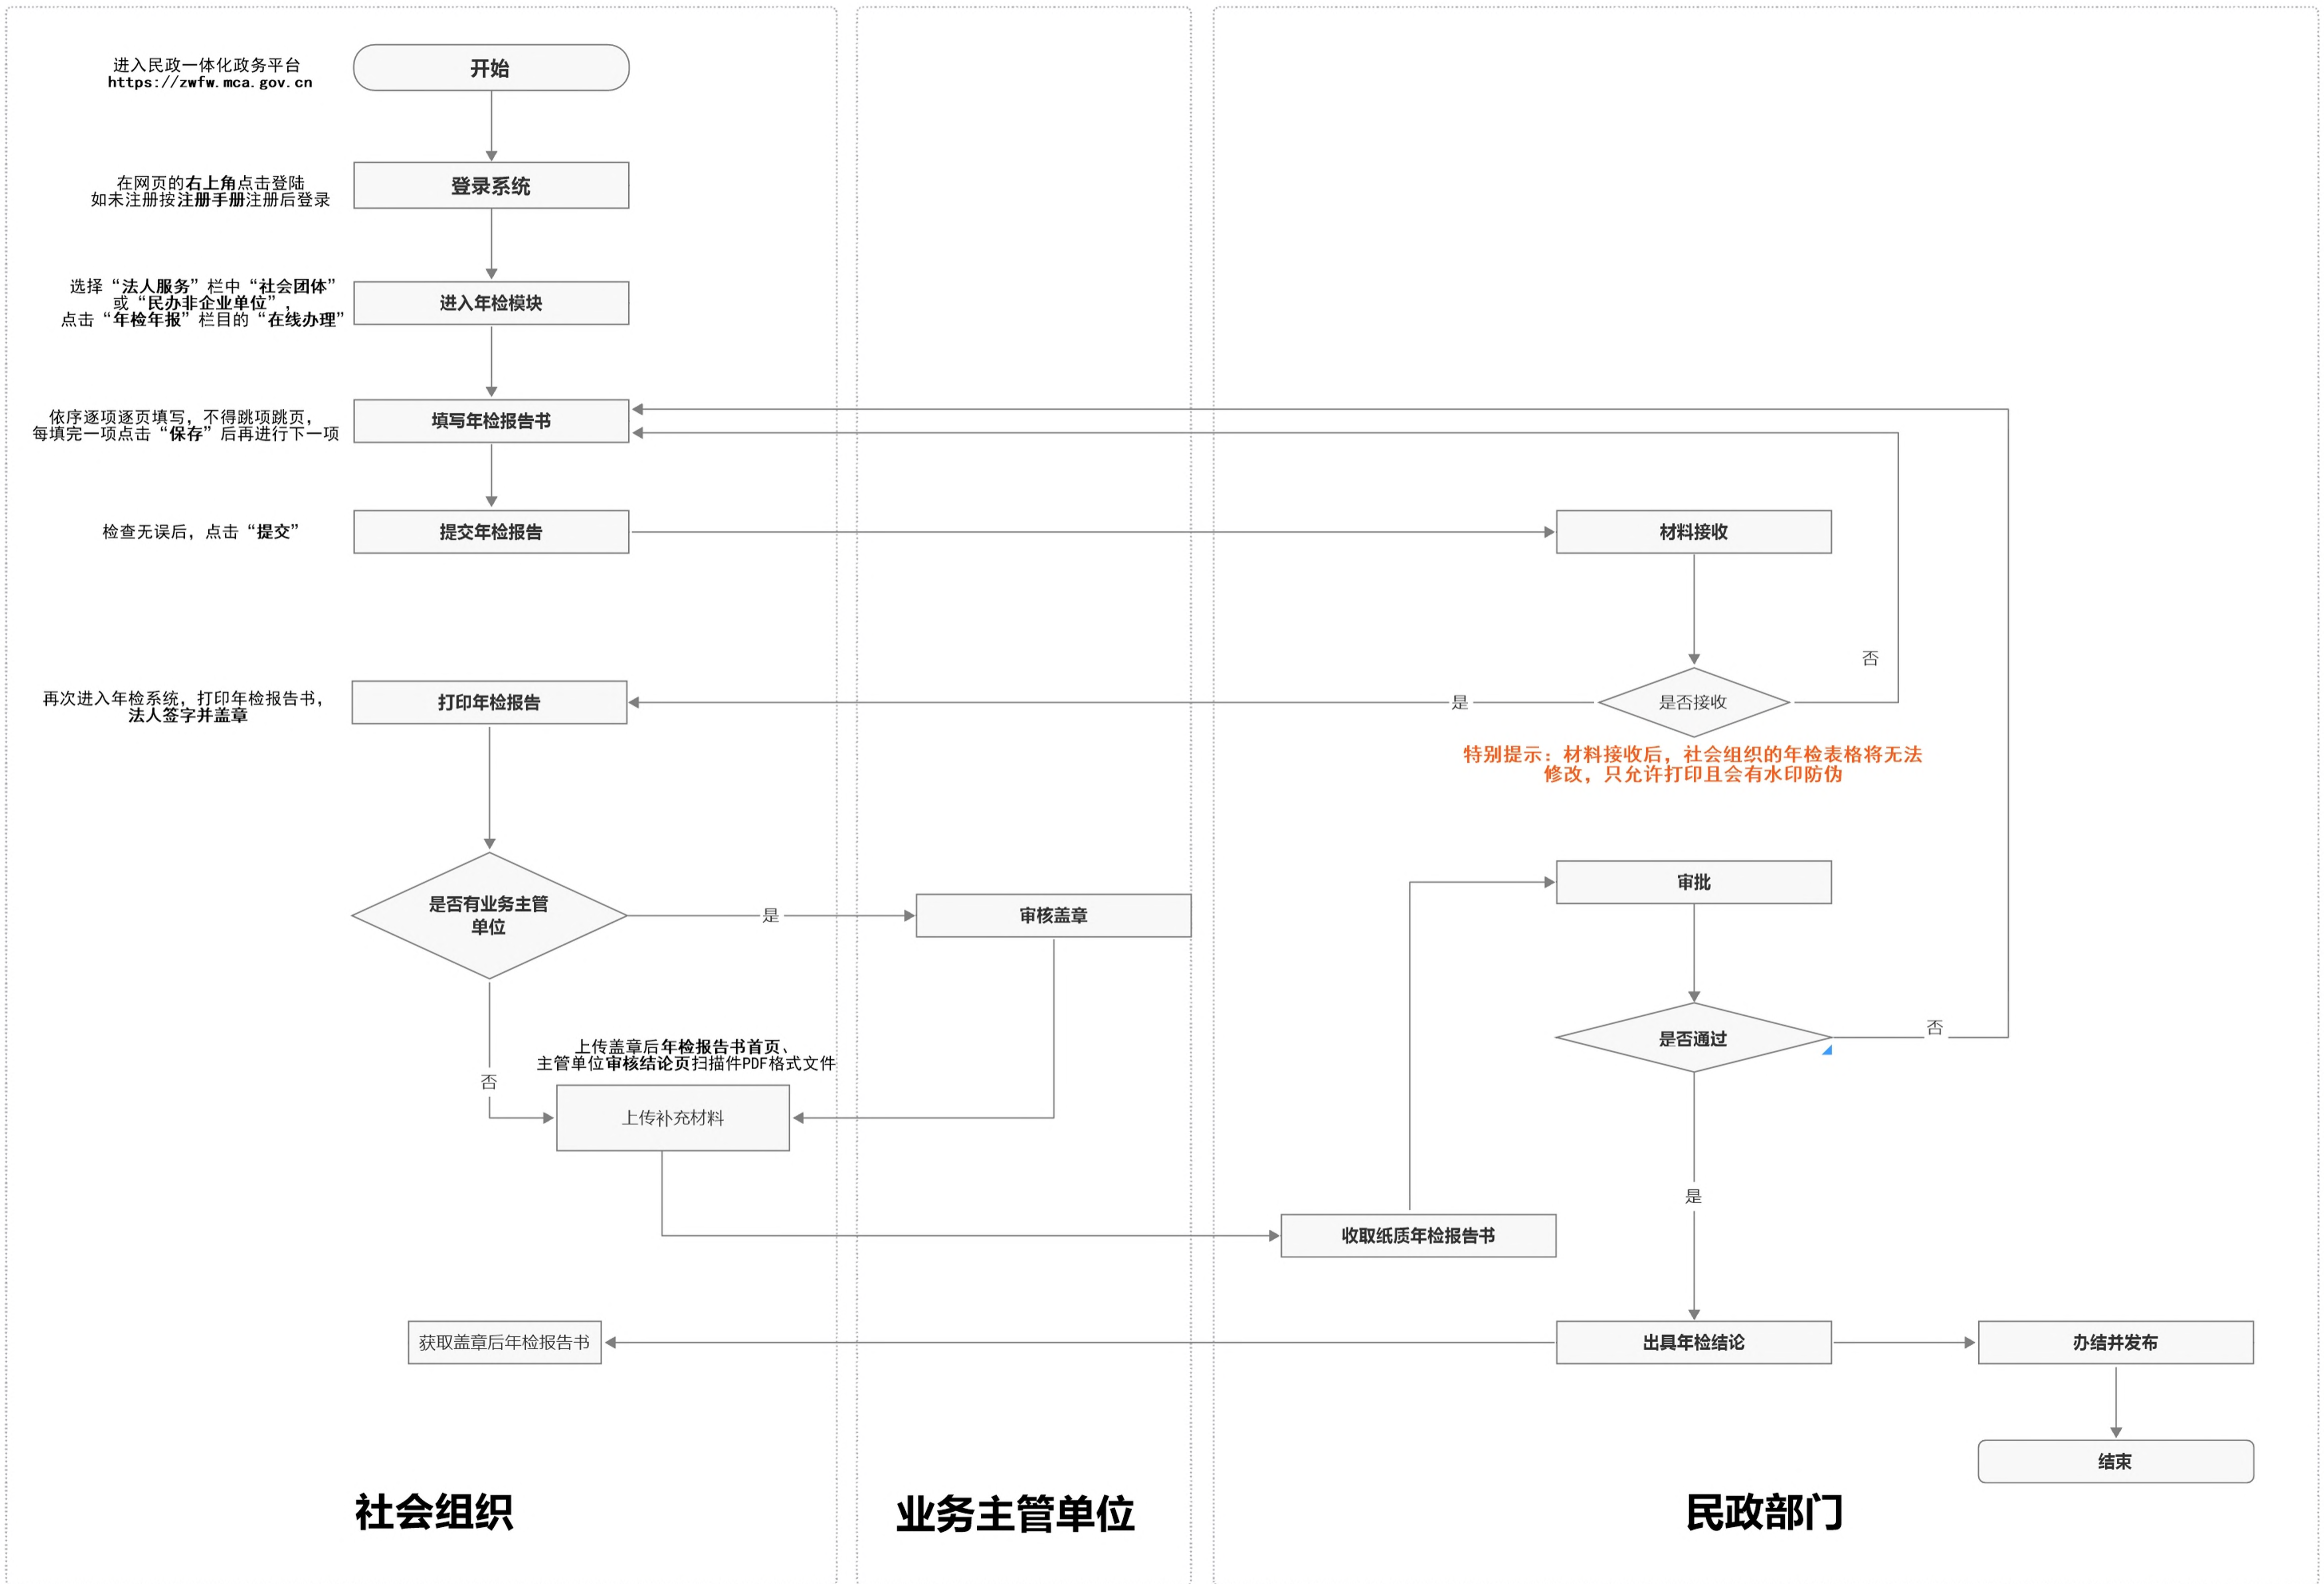 进入民政一体化政务平台
https://zwfw.mca.gov.cn
开始
在网页的右上角点击登陆
如未注册按注册手册注册后登录
登录系统
选择“法人服务”栏中“社会团体”
或“民办非企业单位”，
点击“年检年报”栏目的“在线办理”
进入年检模块
依序逐项逐页填写，不得跳项跳页，
每填完一项点击“保存”后再进行下一项
填写年检报告书
检查无误后，点击“提交”
提交年检报告
材料接收
否
再次进入年检系统，打印年检报告书，
法人签字并盖章
打印年检报告
是
是否接收
特别提示：材料接收后，社会组织的年检表格将无法
修改，只允许打印且会有水印防伪
审批
是否有业务主管
单位
是
审核盖章
是否通过
否
上传盖章后年检报告书首页、
主管单位审核结论页扫描件PDF格式文件
否
上传补充材料
是
收取纸质年检报告书
获取盖章后年检报告书
出具年检结论
办结并发布
结束
社会组织
业务主管单位
民政部门